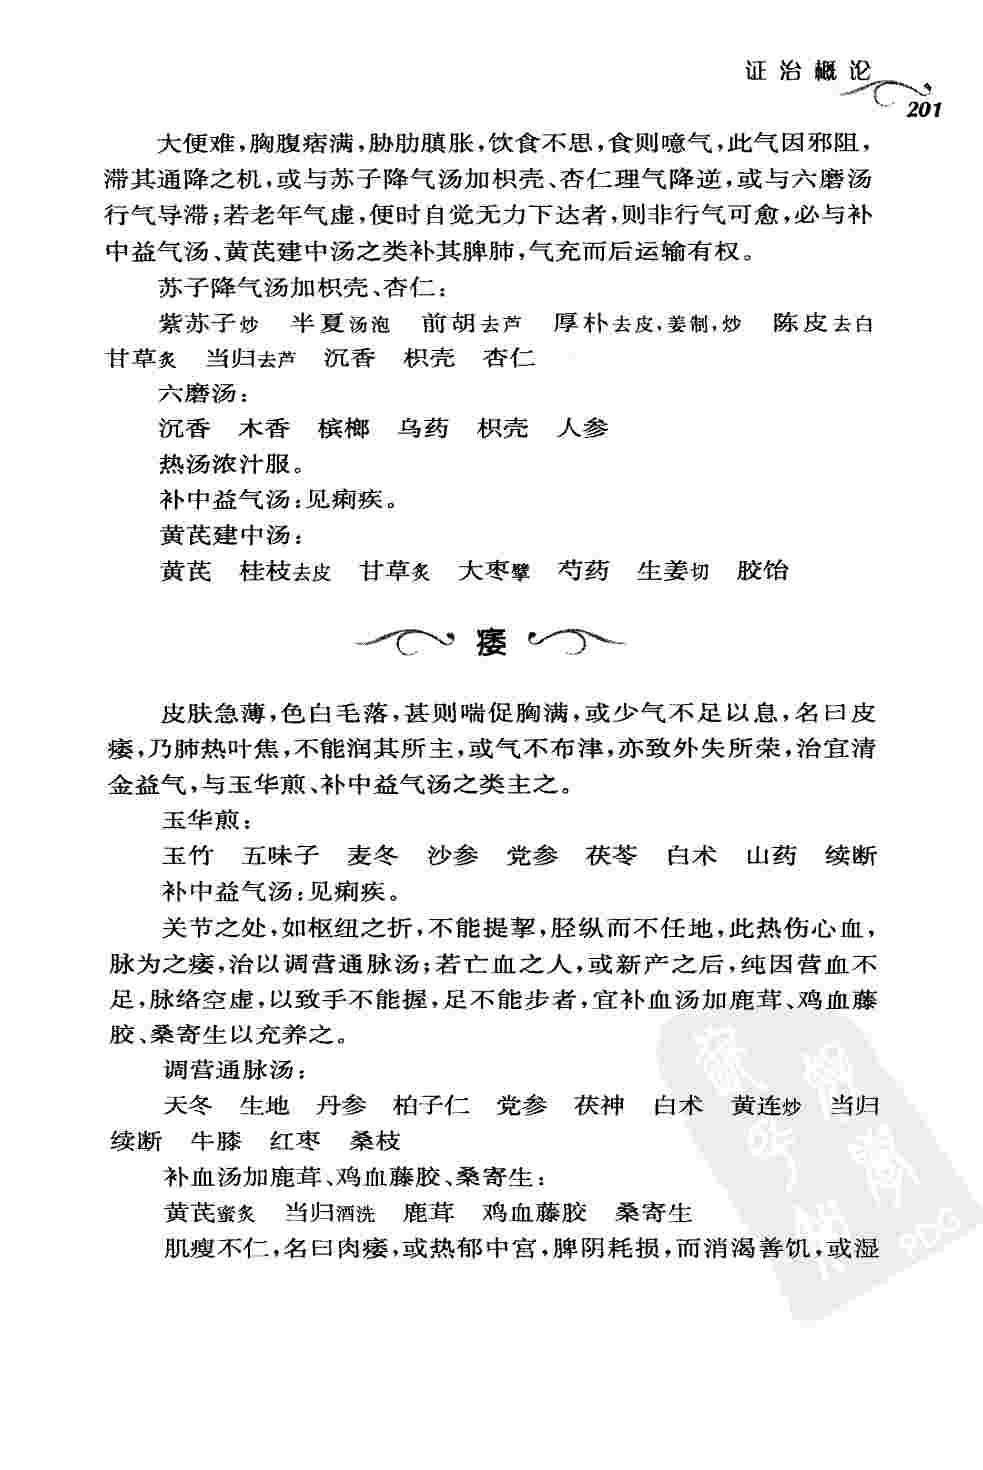 证治概论
201
大便难，胸腹痞满，胁肋䐜胀，饮食不思，食则噫气，此气因邪阻，
滞其通降之机，或与苏子降气汤加枳壳、杏仁理气降逆，或与六磨汤
行气导滞；若老年气虚，便时自觉无力下达者，则非行气可愈，必与补
中益气汤、黄芪建中汤之类补其脾肺，气充而后运输有权。
苏子降气汤加枳壳、杏仁：
紫苏子炒　半夏汤泡　前胡去芦　厚朴去皮，姜制，炒　陈皮去白
甘草炙　当归去芦　沉香　枳壳　杏仁
六磨汤：
沉香　木香　槟榔　乌药　枳壳　人参
热汤浓汁服。
补中益气汤：见痢疾。
黄芪建中汤：
黄芪　桂枝去皮　甘草炙　大枣擘　芍药　生姜切　胶饴
痿
皮肤急薄，色白毛落，甚则喘促胸满，或少气不足以息，名曰皮
痿，乃肺热叶焦，不能润其所主，或气不布津，亦致外失所荣，治宜清
金益气，与玉华煎、补中益气汤之类主之。
玉华煎：
玉竹　五味子　麦冬　沙参　党参　茯苓　白术　山药　续断
补中益气汤：见痢疾。
关节之处，如枢纽之折，不能提挈，胫纵而不任地，此热伤心血，
脉为之痿，治以调营通脉汤；若亡血之人，或新产之后，纯因营血不
足，脉络空虚，以致手不能握，足不能步者，宜补血汤加鹿茸、鸡血藤
胶、桑寄生以充养之。
调营通脉汤：
天冬　生地　丹参　柏子仁　党参　茯神　白术　黄连炒　当归
续断　牛膝　红枣　桑枝
补血汤加鹿茸、鸡血藤胶、桑寄生：
黄芪蜜炙　当归酒洗　鹿茸　鸡血藤胶　桑寄生
肌瘦不仁，名曰肉痿，或热郁中宫，脾阴耗损，而消渴善饥，或湿
PDG